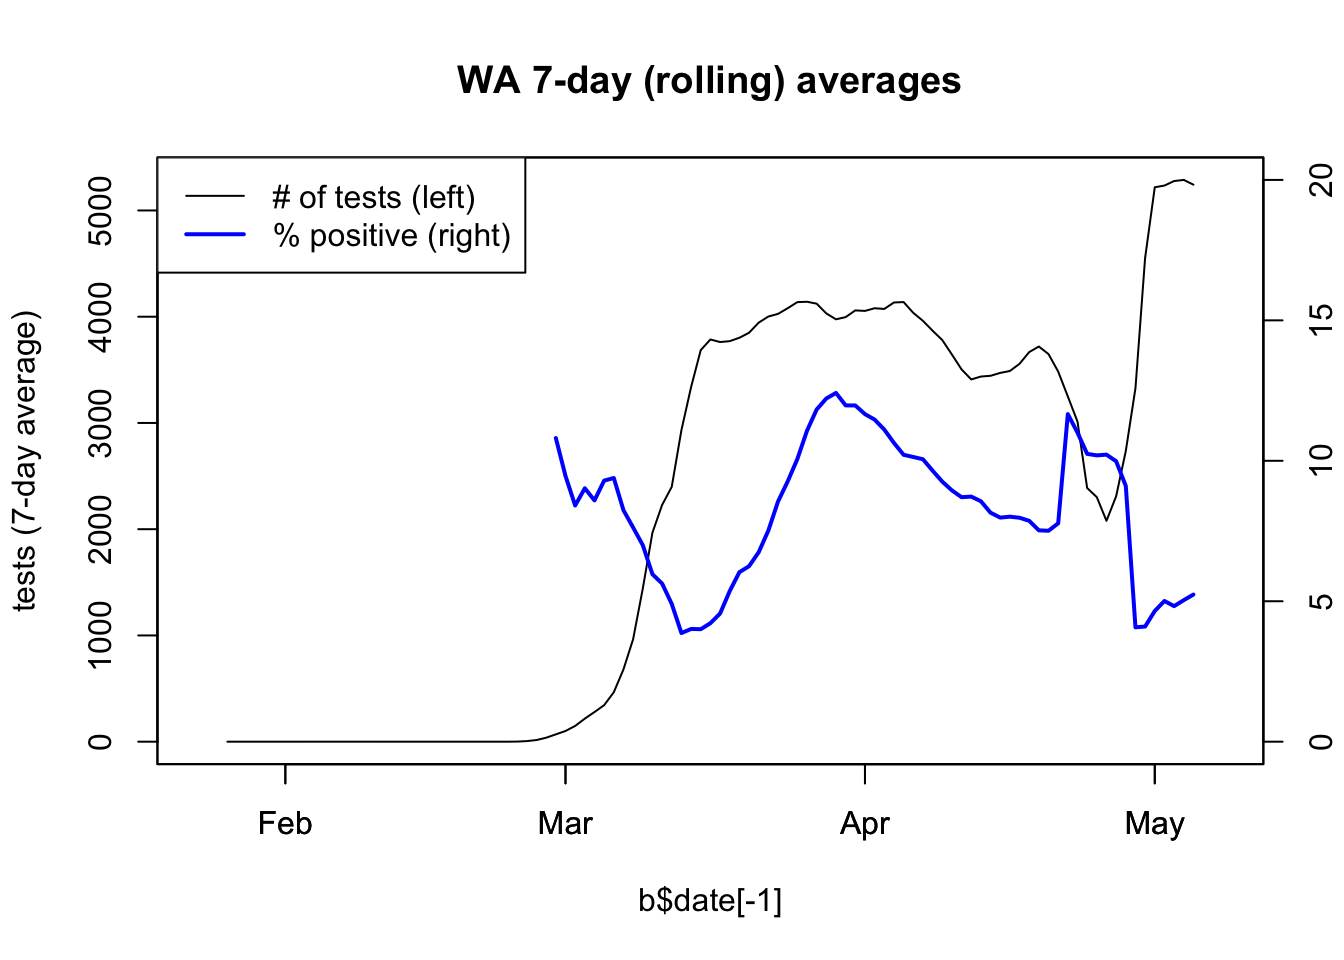 WA 7-day (rolling) averages
# of tests (left)
% positive (right)
tests (7-day average)
5000
4000
3000
2000
1000
0
20
15
10
5
0
Feb Mar Apr May
b$date[-1]